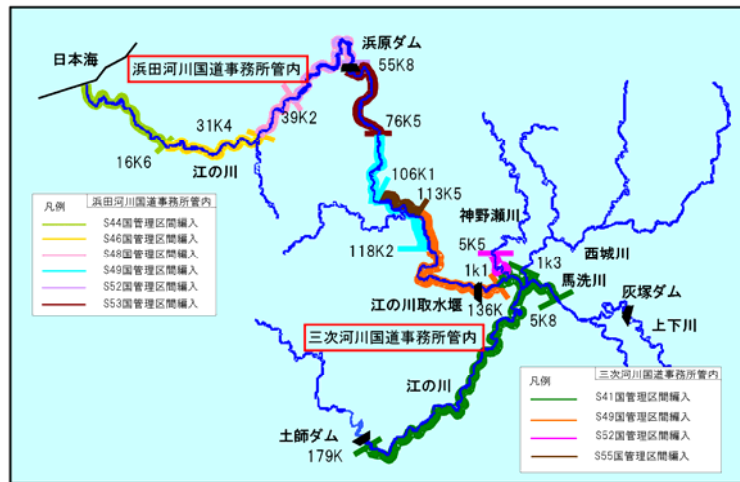 日本海
浜田河川国道事務所管内
浜原ダム
55K8
39K2
31K4
16K6
江の川
76K5
106K1
113K5
118K2
神野瀬川
5K5
1k1
1k3
西城川
馬洗川
灰塚ダム
上下川
5K8
136K
江の川取水堰
三次河川国道事務所管内
江の川
土師ダム
179K
凡例 浜田河川国道事務所管内
S44国管理区間編入
S46国管理区間編入
S48国管理区間編入
S49国管理区間編入
S52国管理区間編入
S53国管理区間編入
凡例 三次河川国道事務所管内
S41国管理区間編入
S49国管理区間編入
S52国管理区間編入
S55国管理区間編入